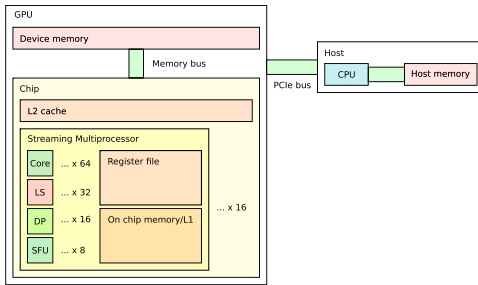 GPU
Device memory
Memory bus
PCIe bus
Host
CPU
Host memory
Chip
L2 cache
Streaming Multiprocessor
Core ... x 64
LS ... x 32
DP ... x 16
SFU ... x 8
Register file
On chip memory/L1
... x 16